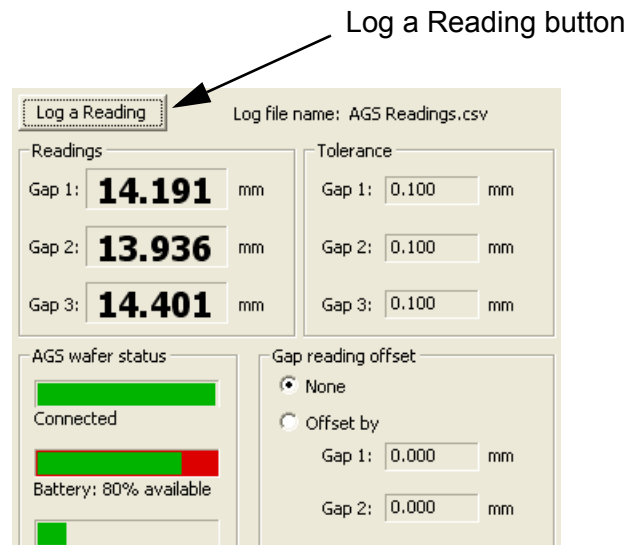 Log a Reading button
Log a Reading
Log file name: AGS Readings.csv
Readings
Gap 1: 14.191 mm
Gap 2: 13.936 mm
Gap 3: 14.401 mm
Tolerance
Gap 1: 0.100 mm
Gap 2: 0.100 mm
Gap 3: 0.100 mm
AGS wafer status
Connected
Battery: 80% available
Gap reading offset
None
Offset by
Gap 1: 0.000 mm
Gap 2: 0.000 mm